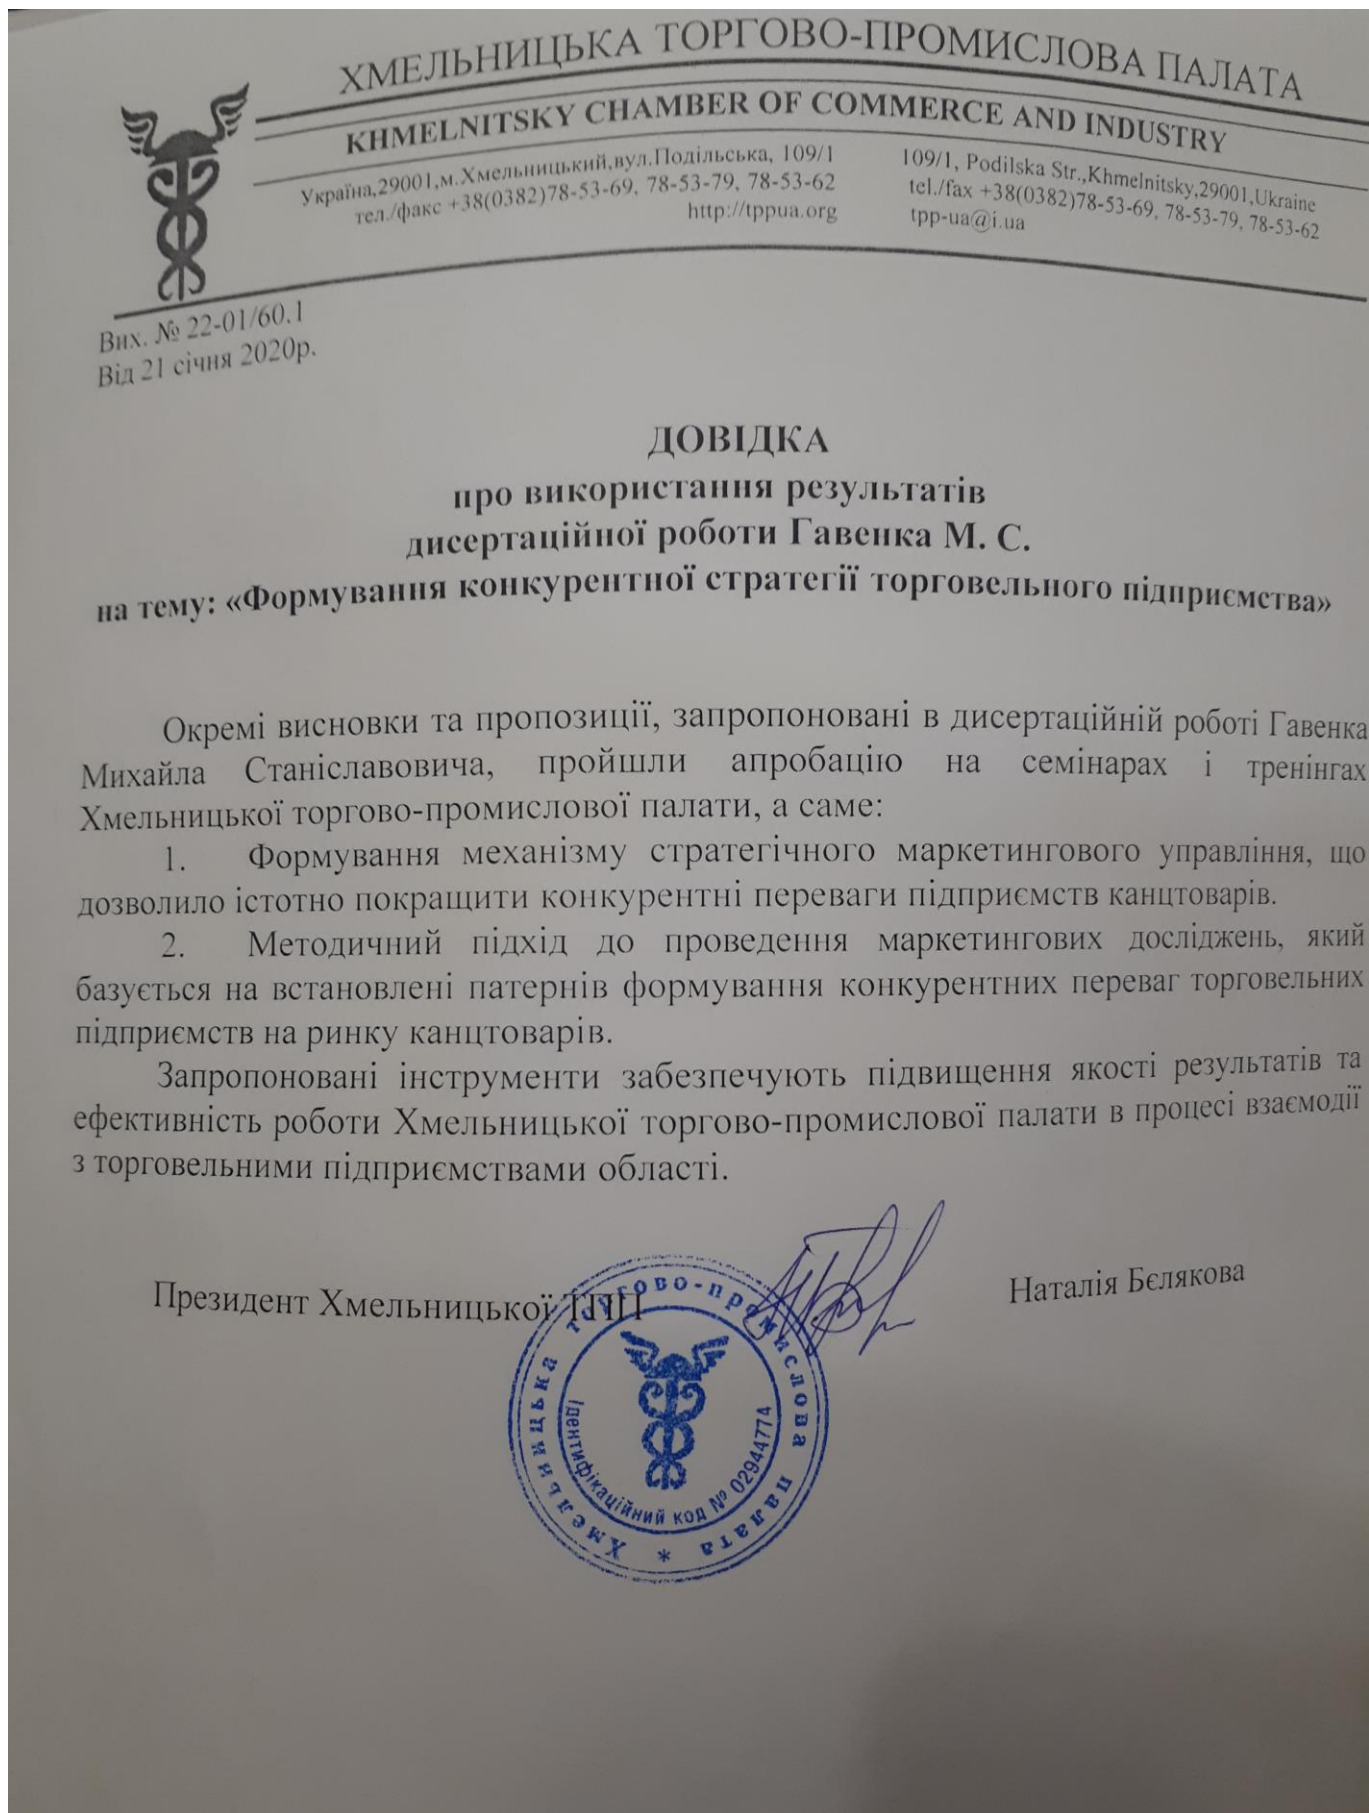 ХМЕЛЬНИЦЬКА ТОРГОВО-ПРОМИСЛОВА ПАЛАТА
KHMELNITSKY CHAMBER OF COMMERCE AND INDUSTRY
Україна,29001,м.Хмельницький,вул.Подільська, 109/1
тел./факс +38(0382)78-53-69, 78-53-79, 78-53-62
http://tppua.org
109/1, Podilska Str.,Khmelnitsky,29001,Ukraine
tel./fax +38(0382)78-53-69, 78-53-79, 78-53-62
tpp-ua@i.ua
Вих. № 22-01/60.1
Від 21 січня 2020р.
ДОВІДКА
про використання результатів
дисертаційної роботи Гавенка М. С.
на тему: «Формування конкурентної стратегії торговельного підприємства»
Окремі висновки та пропозиції, запропоновані в дисертаційній роботі Гавенка
Михайла Станіславовича, пройшли апробацію на семінарах і тренінгах
Хмельницької торгово-промислової палати, а саме:
1. Формування механізму стратегічного маркетингового управління, що
дозволило істотно покращити конкурентні переваги підприємств канцтоварів.
2. Методичний підхід до проведення маркетингових досліджень, який
базується на встановлені патернів формування конкурентних переваг торговельних
підприємств на ринку канцтоварів.
Запропоновані інструменти забезпечують підвищення якості результатів та
ефективність роботи Хмельницької торгово-промислової палати в процесі взаємодії
з торговельними підприємствами області.
Президент Хмельницької ТПП
Наталія Бєлякова
Хмельницька торгово-промислова палата *
Ідентифікаційний код № 02944774